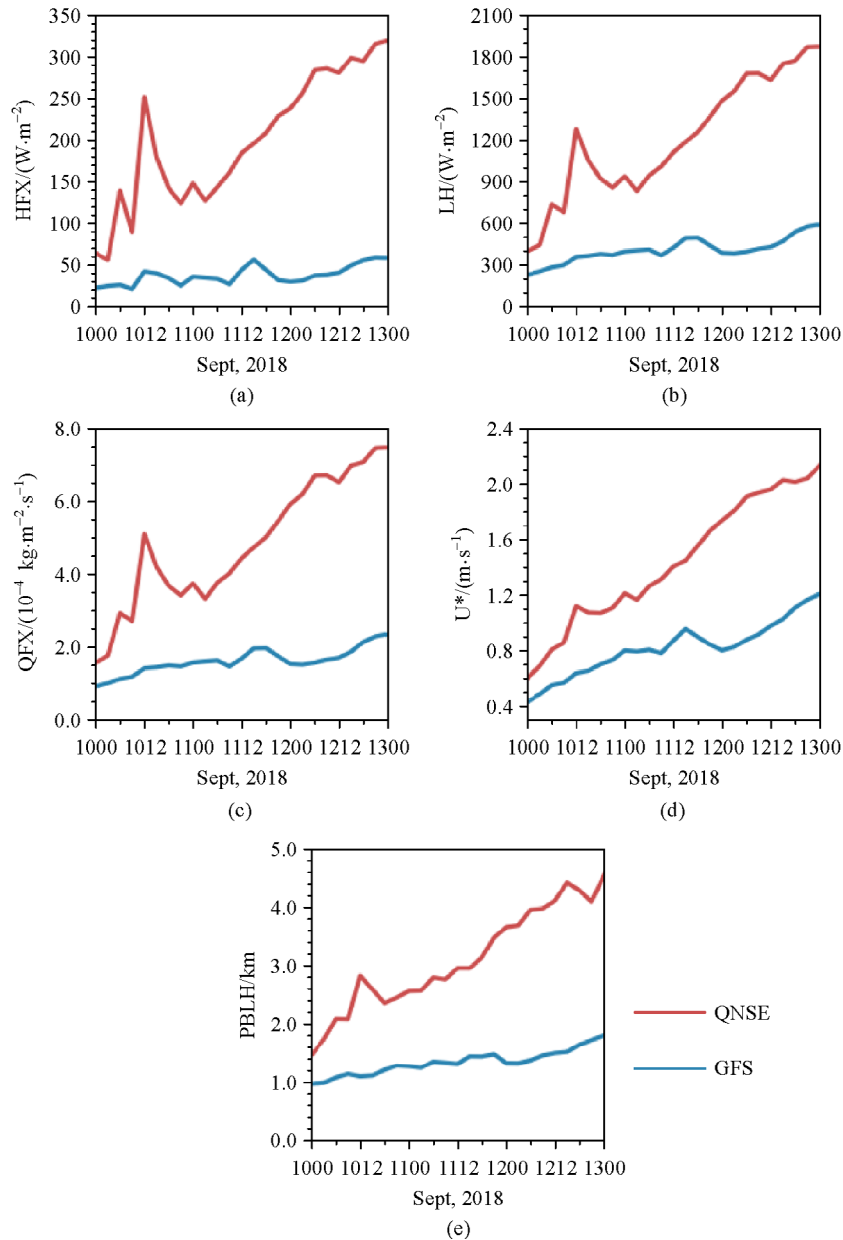 350
300
250
200
150
100
50
0
HFX/(W·m⁻²)
1000 1012 1100 1112 1200 1212 1300
Sept, 2018
(a)
2100
1800
1500
1200
900
600
300
0
LH/(W·m⁻²)
1000 1012 1100 1112 1200 1212 1300
Sept, 2018
(b)
8.0
6.0
4.0
2.0
0.0
QFX/(10⁻⁴ kg·m⁻²·s⁻¹)
1000 1012 1100 1112 1200 1212 1300
Sept, 2018
(c)
2.4
2.0
1.6
1.2
0.8
0.4
U*/(m·s⁻¹)
1000 1012 1100 1112 1200 1212 1300
Sept, 2018
(d)
5.0
4.0
3.0
2.0
1.0
0.0
PBLH/km
1000 1012 1100 1112 1200 1212 1300
Sept, 2018
(e)
QNSE
GFS